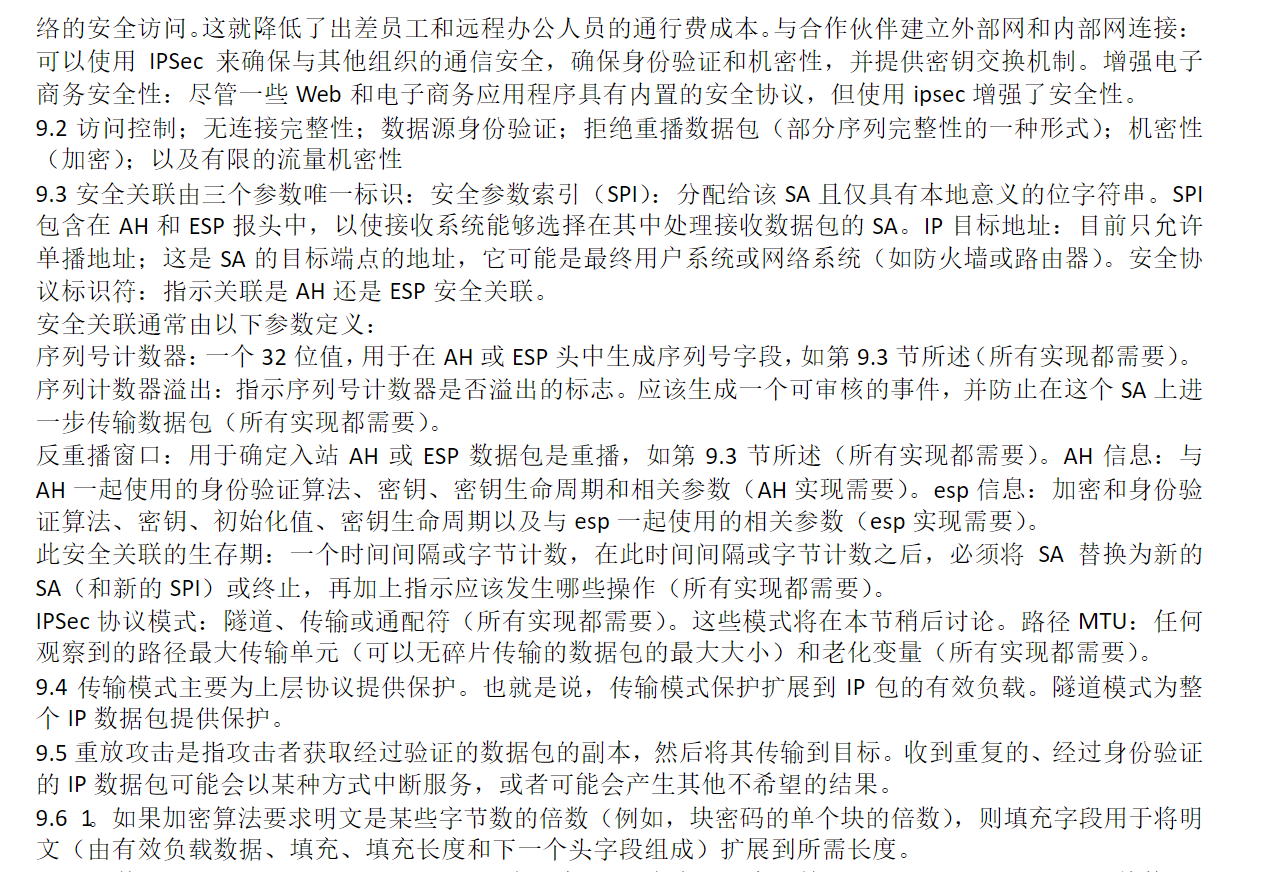 络的安全访问。这就降低了出差员工和远程办公人员的通行费成本。与合作伙伴建立外部网和内部网连接：
可以使用 IPSec 来确保与其他组织的通信安全，确保身份验证和机密性，并提供密钥交换机制。增强电子
商务安全性：尽管一些 Web 和电子商务应用程序具有内置的安全协议，但使用 ipsec 增强了安全性。
9.2 访问控制；无连接完整性；数据源身份验证；拒绝重播数据包（部分序列完整性的一种形式）；机密性
（加密）；以及有限的流量机密性
9.3 安全关联由三个参数唯一标识：安全参数索引（SPI）：分配给该 SA 且仅具有本地意义的位字符串。SPI
包含在 AH 和 ESP 报头中，以使接收系统能够选择在其中处理接收数据包的 SA。IP 目标地址：目前只允许
单播地址；这是 SA 的目标端点的地址，它可能是最终用户系统或网络系统（如防火墙或路由器）。安全协
议标识符：指示关联是 AH 还是 ESP 安全关联。
安全关联通常由以下参数定义：
序列号计数器：一个 32 位值，用于在 AH 或 ESP 头中生成序列号字段，如第 9.3 节所述（所有实现都需要）。
序列计数器溢出：指示序列号计数器是否溢出的标志。应该生成一个可审核的事件，并防止在这个 SA 上进
一步传输数据包（所有实现都需要）。
反重播窗口：用于确定入站 AH 或 ESP 数据包是重播，如第 9.3 节所述（所有实现都需要）。AH 信息：与
AH 一起使用的身份验证算法、密钥、密钥生命周期和相关参数（AH 实现需要）。esp 信息：加密和身份验
证算法、密钥、初始化值、密钥生命周期以及与 esp 一起使用的相关参数（esp 实现需要）。
此安全关联的生存期：一个时间间隔或字节计数，在此时间间隔或字节计数之后，必须将 SA 替换为新的
SA（和新的 SPI）或终止，再加上指示应该发生哪些操作（所有实现都需要）。
IPSec 协议模式：隧道、传输或通配符（所有实现都需要）。这些模式将在本节稍后讨论。路径 MTU：任何
观察到的路径最大传输单元（可以无碎片传输的数据包的最大大小）和老化变量（所有实现都需要）。
9.4 传输模式主要为上层协议提供保护。也就是说，传输模式保护扩展到 IP 包的有效负载。隧道模式为整
个 IP 数据包提供保护。
9.5 重放攻击是指攻击者获取经过验证的数据包的副本，然后将其传输到目标。收到重复的、经过身份验证
的 IP 数据包可能会以某种方式中断服务，或者可能会产生其他不希望的结果。
9.6 1。如果加密算法要求明文是某些字节数的倍数（例如，块密码的单个块的倍数），则填充字段用于将明
文（由有效负载数据、填充、填充长度和下一个头字段组成）扩展到所需长度。